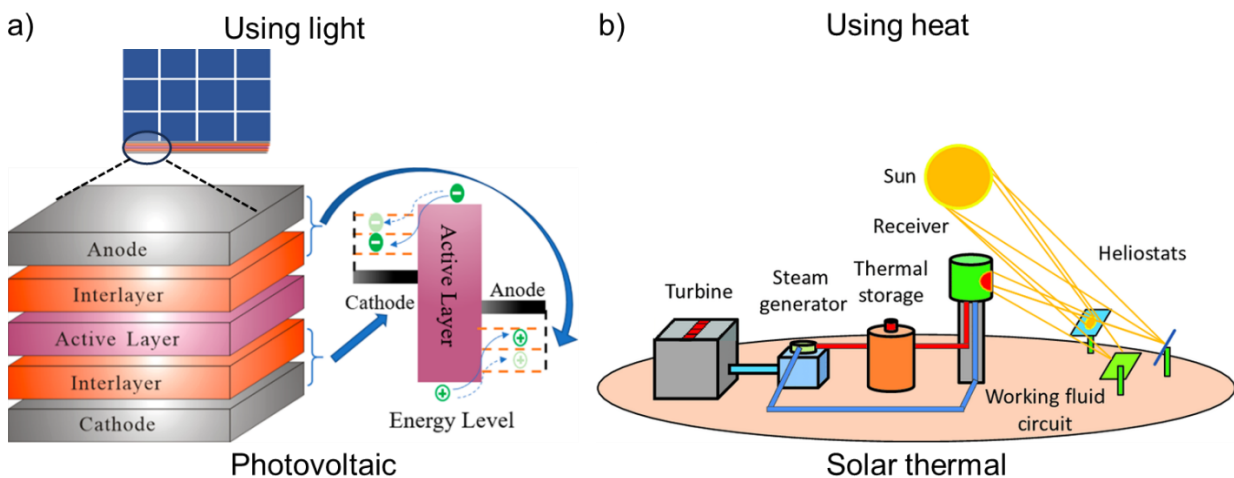 a)
Using light
Anode
Interlayer
Active Layer
Interlayer
Cathode
Cathode
Active Layer
Anode
Energy Level
Photovoltaic
b)
Using heat
Sun
Receiver
Heliostats
Thermal
storage
Steam
generator
Turbine
Working fluid
circuit
Solar thermal